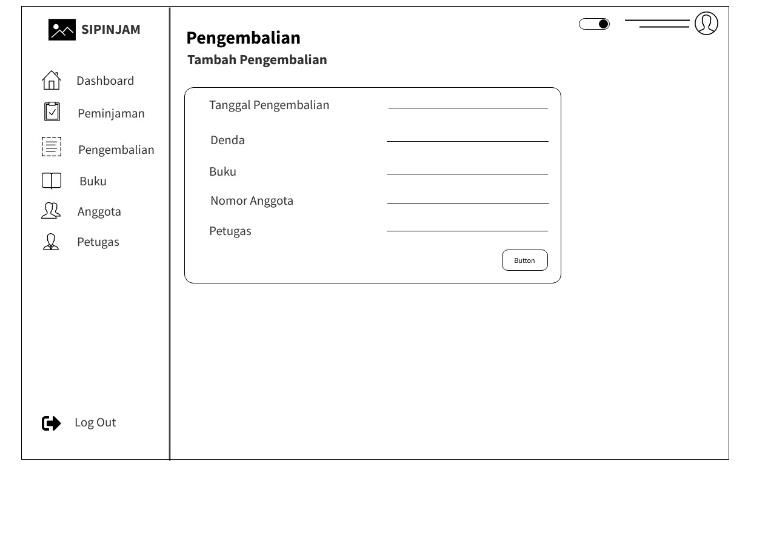 SIPINJAM
Dashboard
Peminjaman
Pengembalian
Buku
Anggota
Petugas
Log Out
Pengembalian
Tambah Pengembalian
Tanggal Pengembalian
Denda
Buku
Nomor Anggota
Petugas
Button